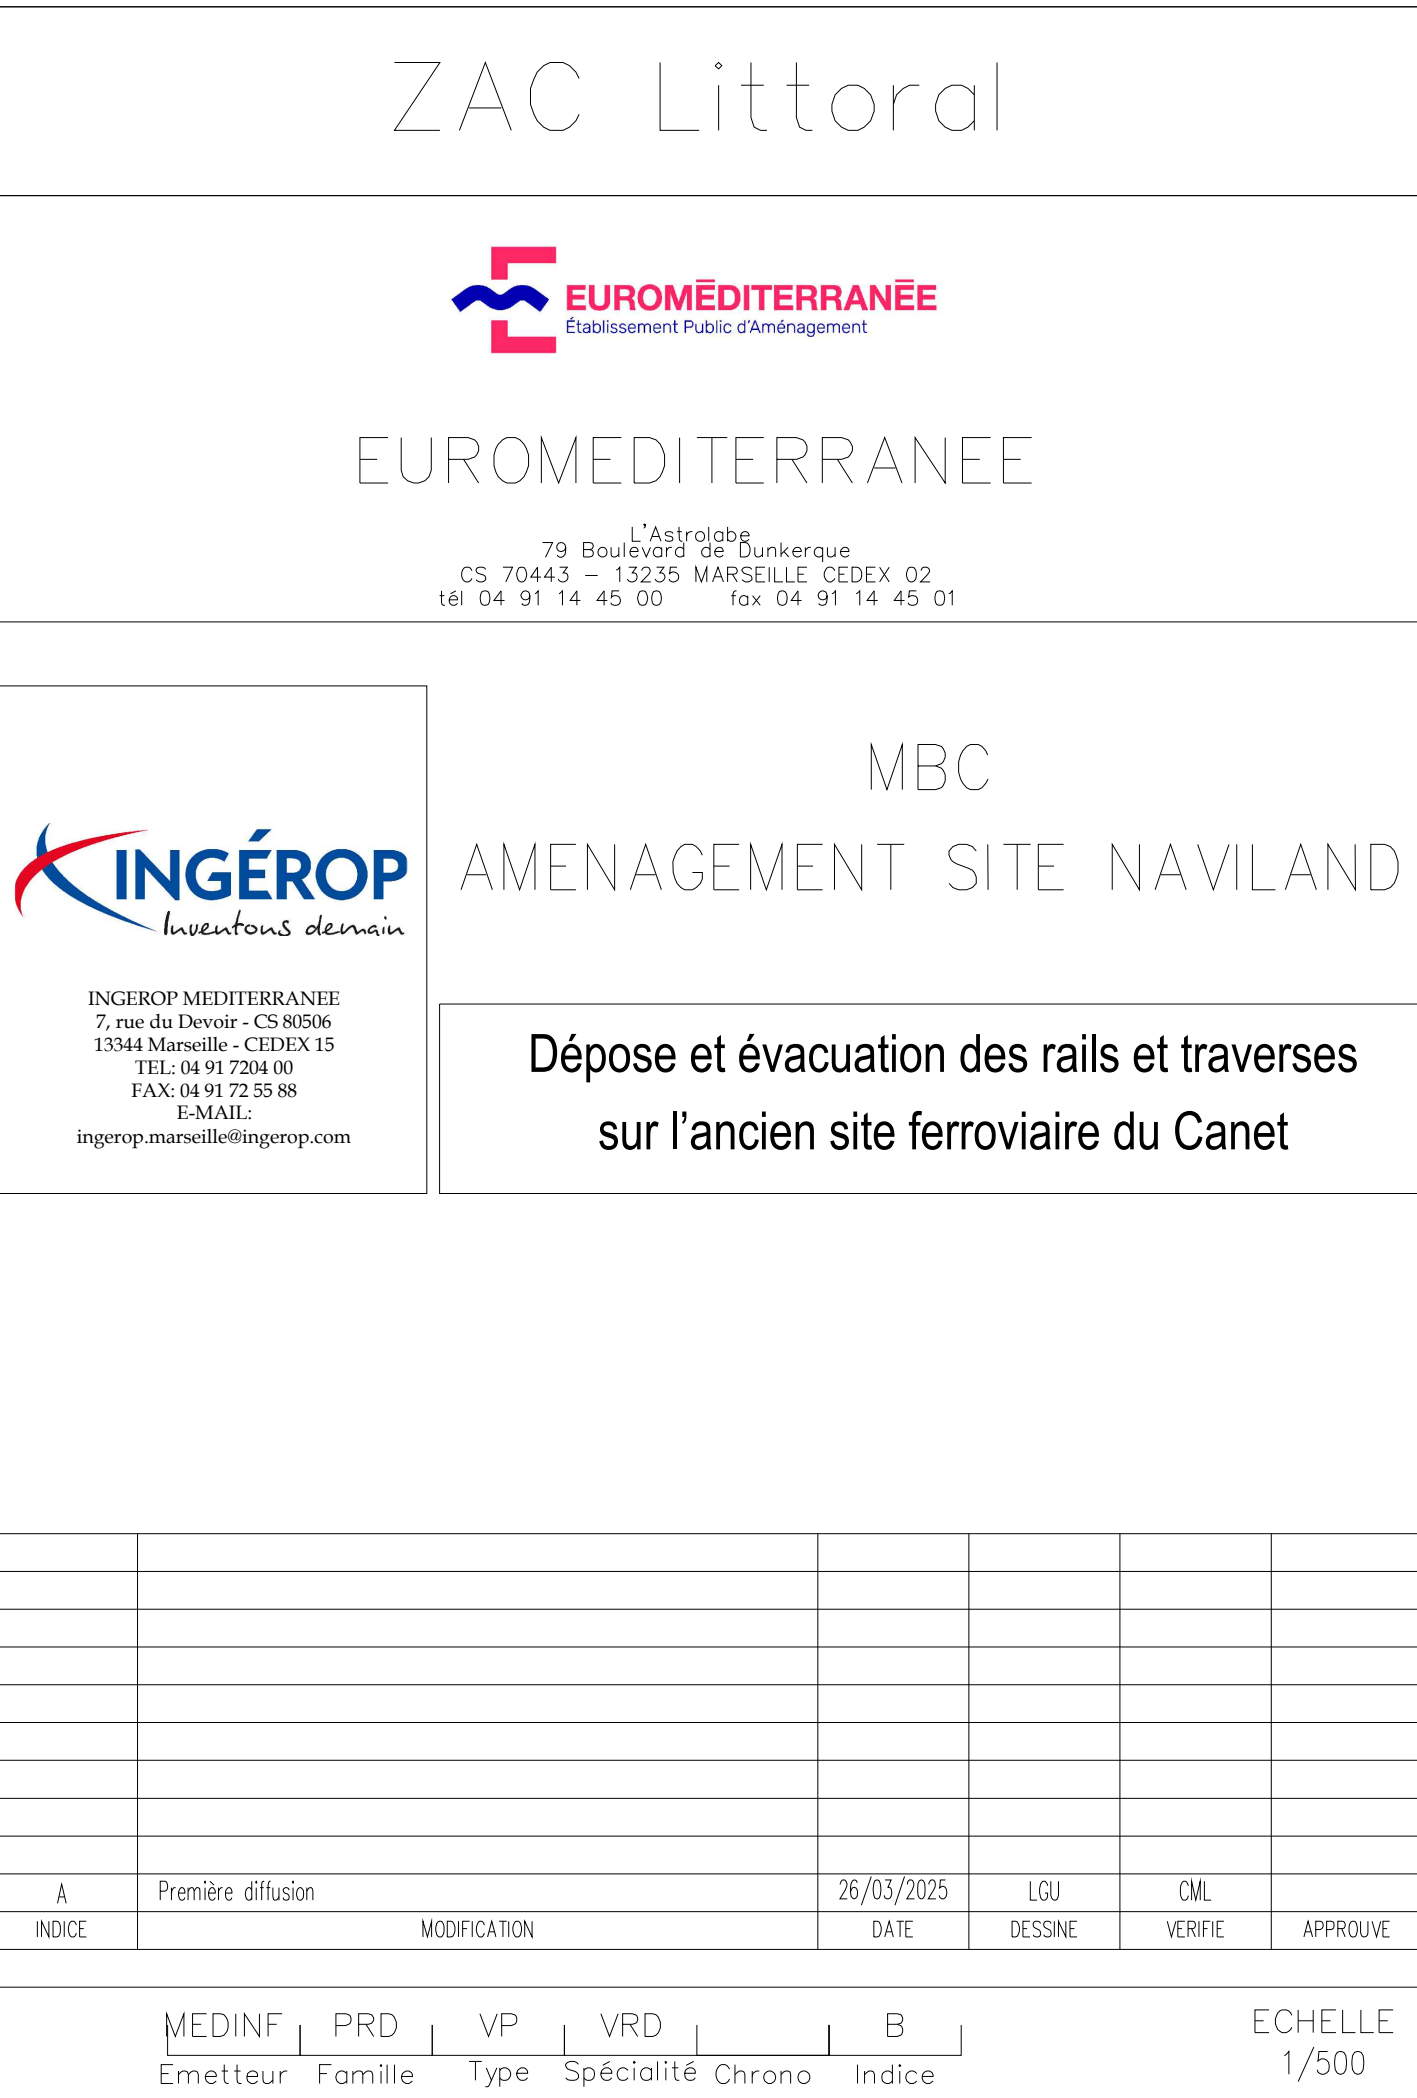 ZAC Littoral
EUROMÉDITERRANÉE
Établissement Public d'Aménagement
EUROMEDITERRANEE
L'Astrolabe
79 Boulevard de Dunkerque
CS 70443 – 13235 MARSEILLE CEDEX 02
tél 04 91 14 45 00 fax 04 91 14 45 01
INGÉROP
Inventons demain
INGEROP MEDITERRANEE
7, rue du Devoir - CS 80506
13344 Marseille - CEDEX 15
TEL: 04 91 7204 00
FAX: 04 91 72 55 88
E-MAIL:
ingerop.marseille@ingerop.com
MBC
AMENAGEMENT SITE NAVILAND
Dépose et évacuation des rails et traverses
sur l'ancien site ferroviaire du Canet
A Première diffusion 26/03/2025 LGU CML
INDICE MODIFICATION DATE DESSINE VERIFIE APPROUVE
MEDINF PRD VP VRD B
Emetteur Famille Type Spécialité Chrono Indice
ECHELLE
1/500